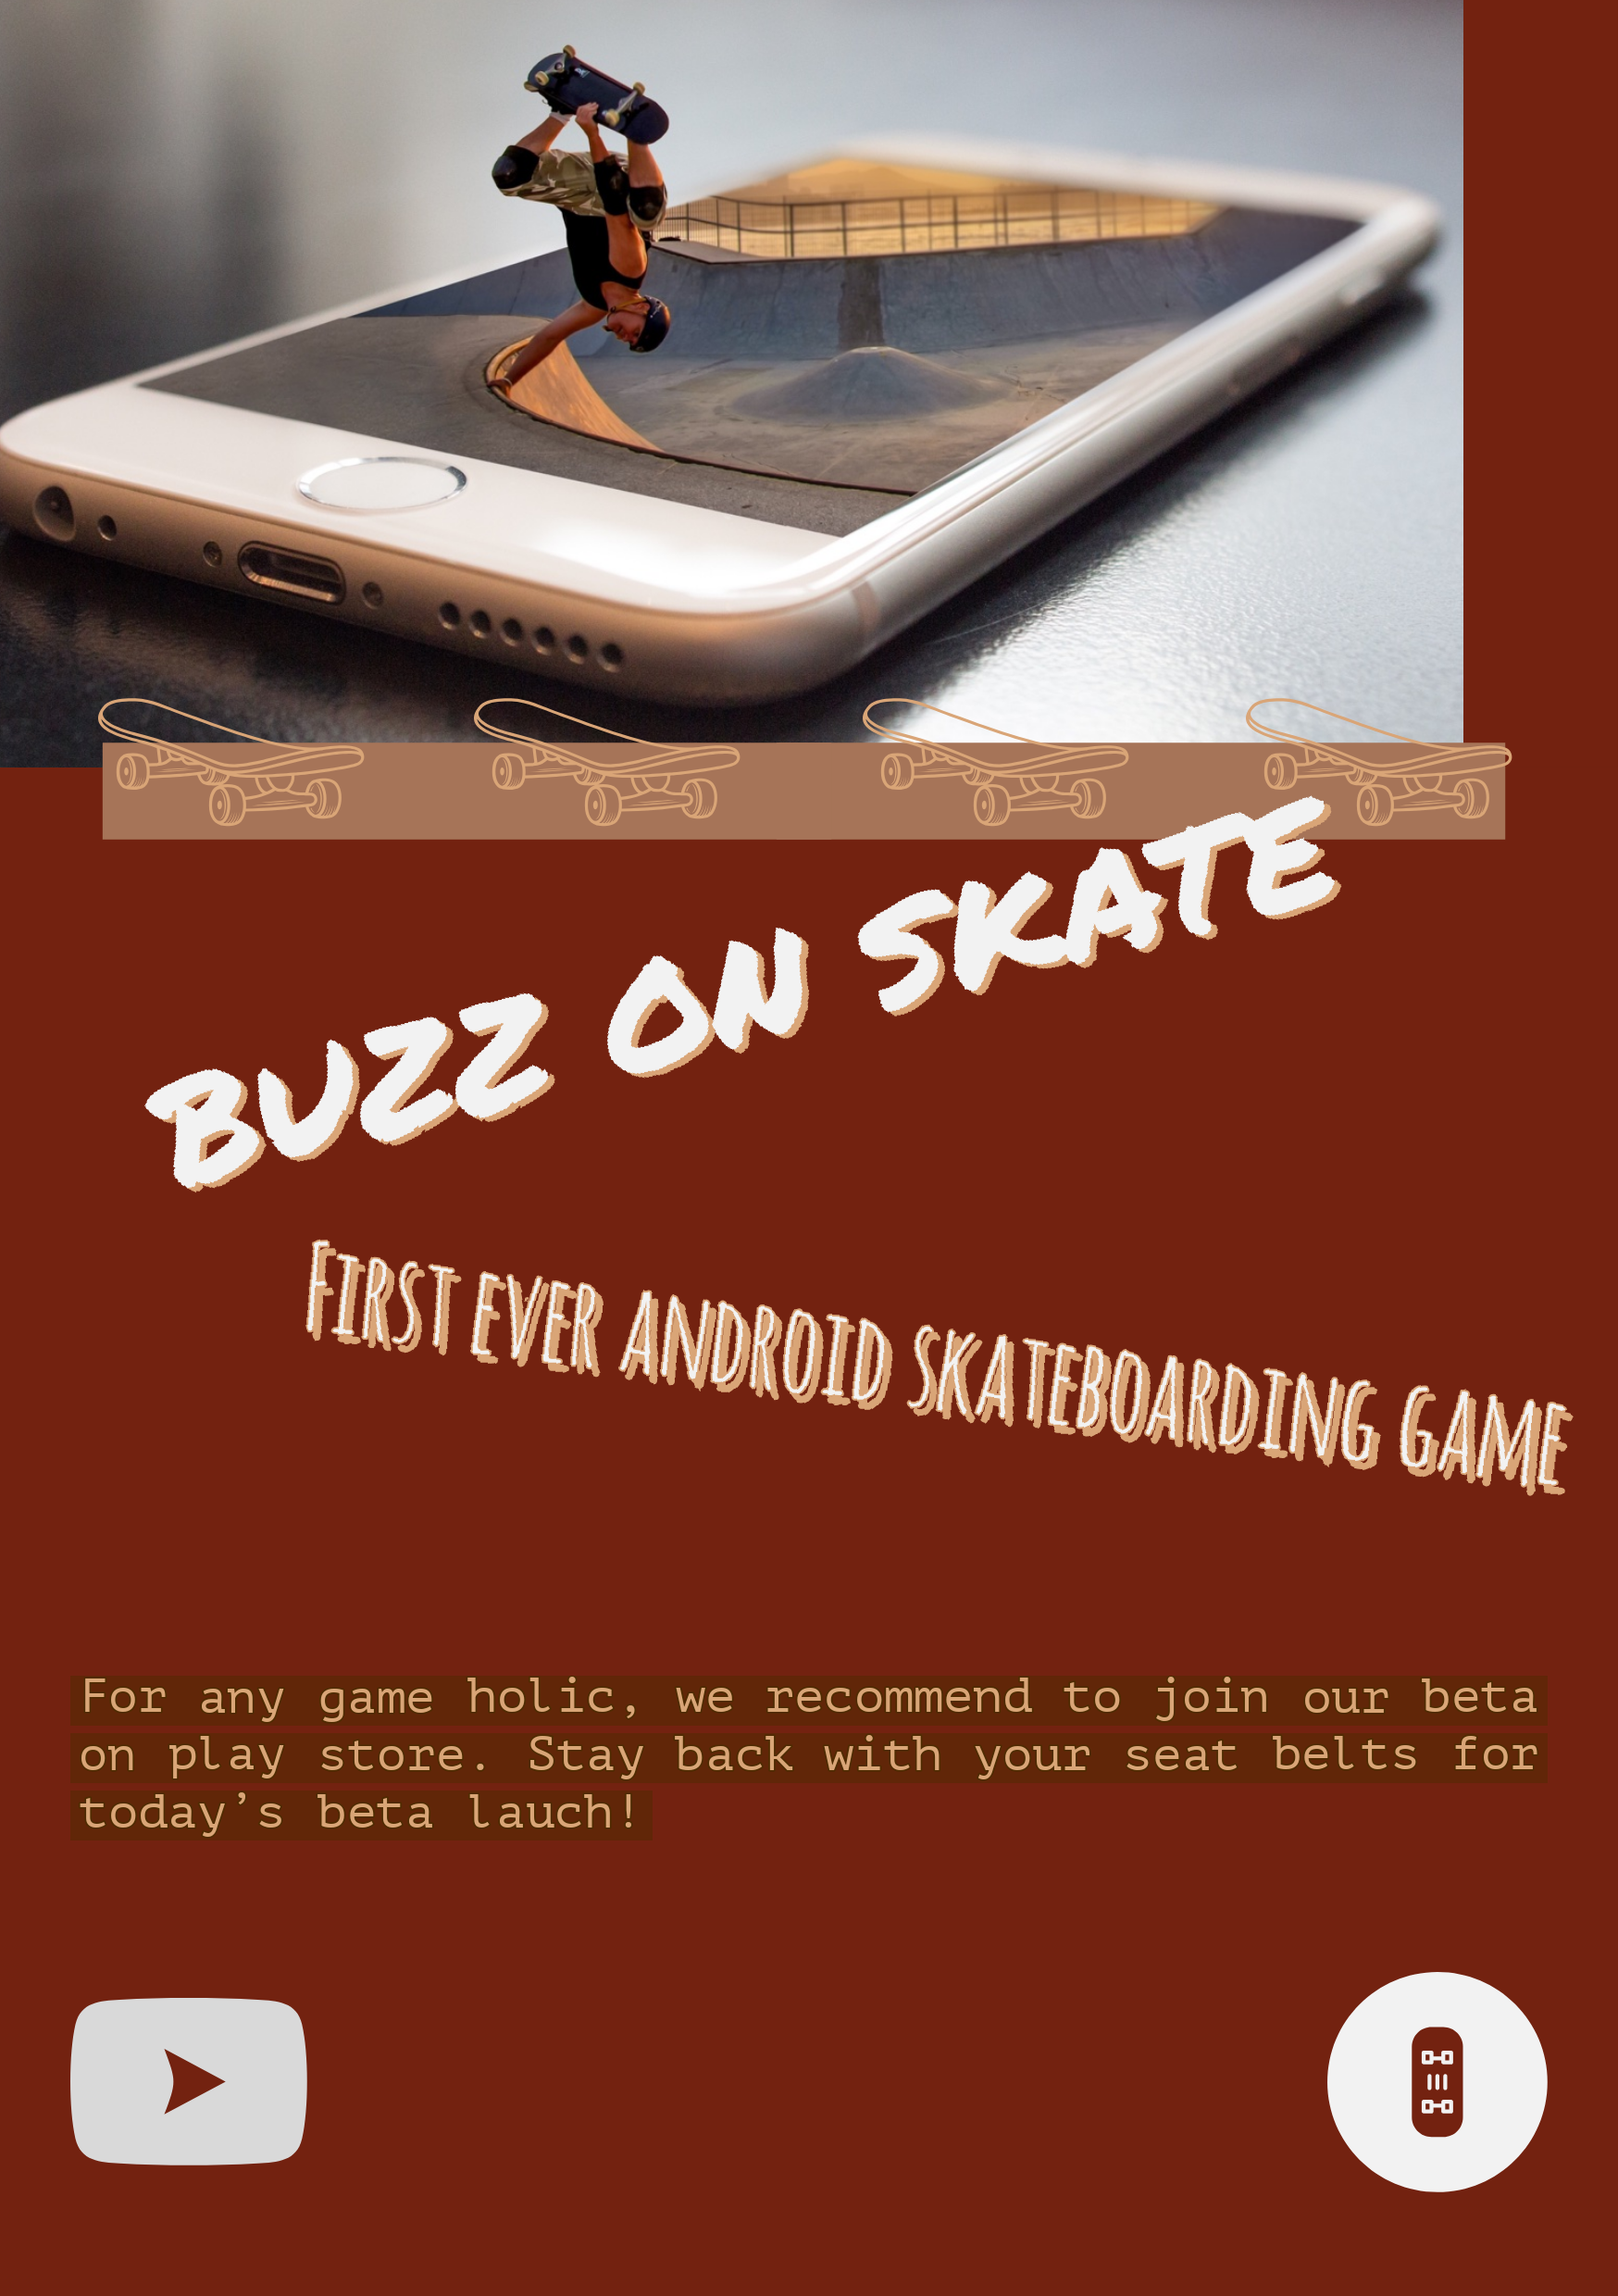 BUZZ ON SKATE
FIRST EVER ANDROID SKATEBOARDING GAME
For any game holic, we recommend to join our beta
on play store. Stay back with your seat belts for
today’s beta lauch!